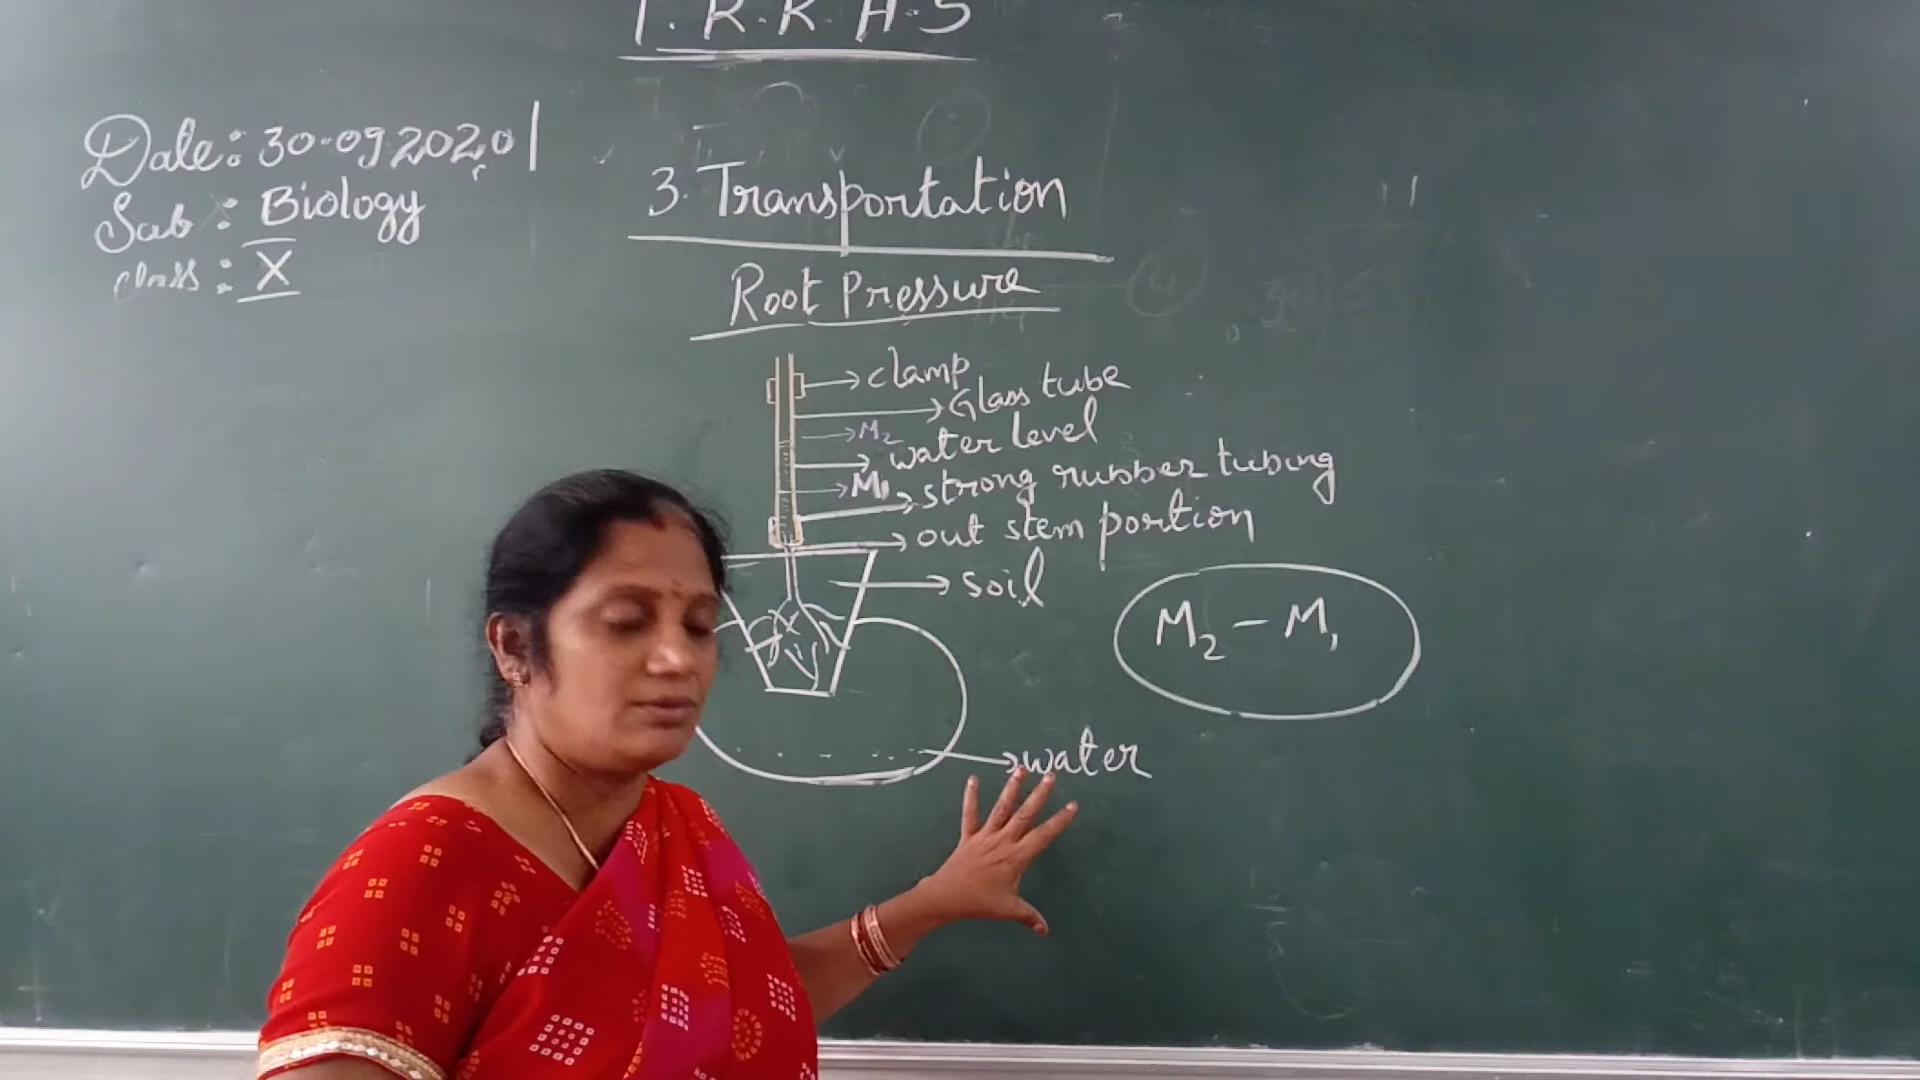 T. R. R. H. S
Date: 30-09 2020
Sub: Biology
class: X
3. Transportation
Root Pressure
clamp
Glass tube
M2
water level
M1
strong rubber tubing
out stem portion
soil
M2 - M1
water